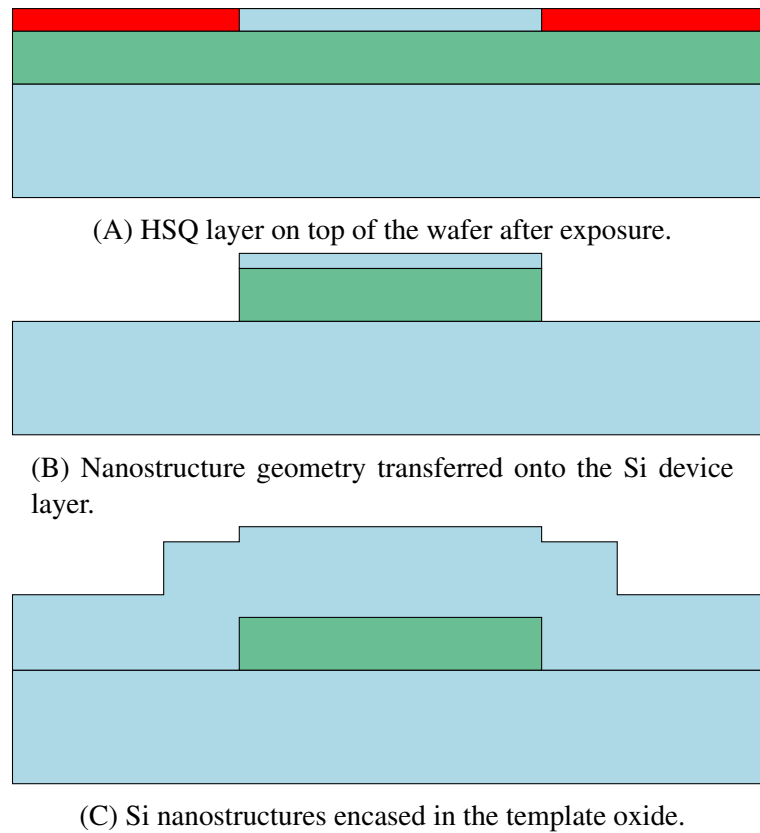 (A) HSQ layer on top of the wafer after exposure.
(B) Nanostructure geometry transferred onto the Si device
layer.
(C) Si nanostructures encased in the template oxide.